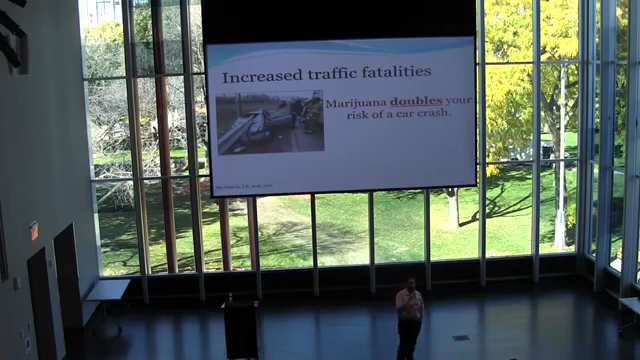 Increased traffic fatalities
Marijuana doubles your
risk of a car crash.